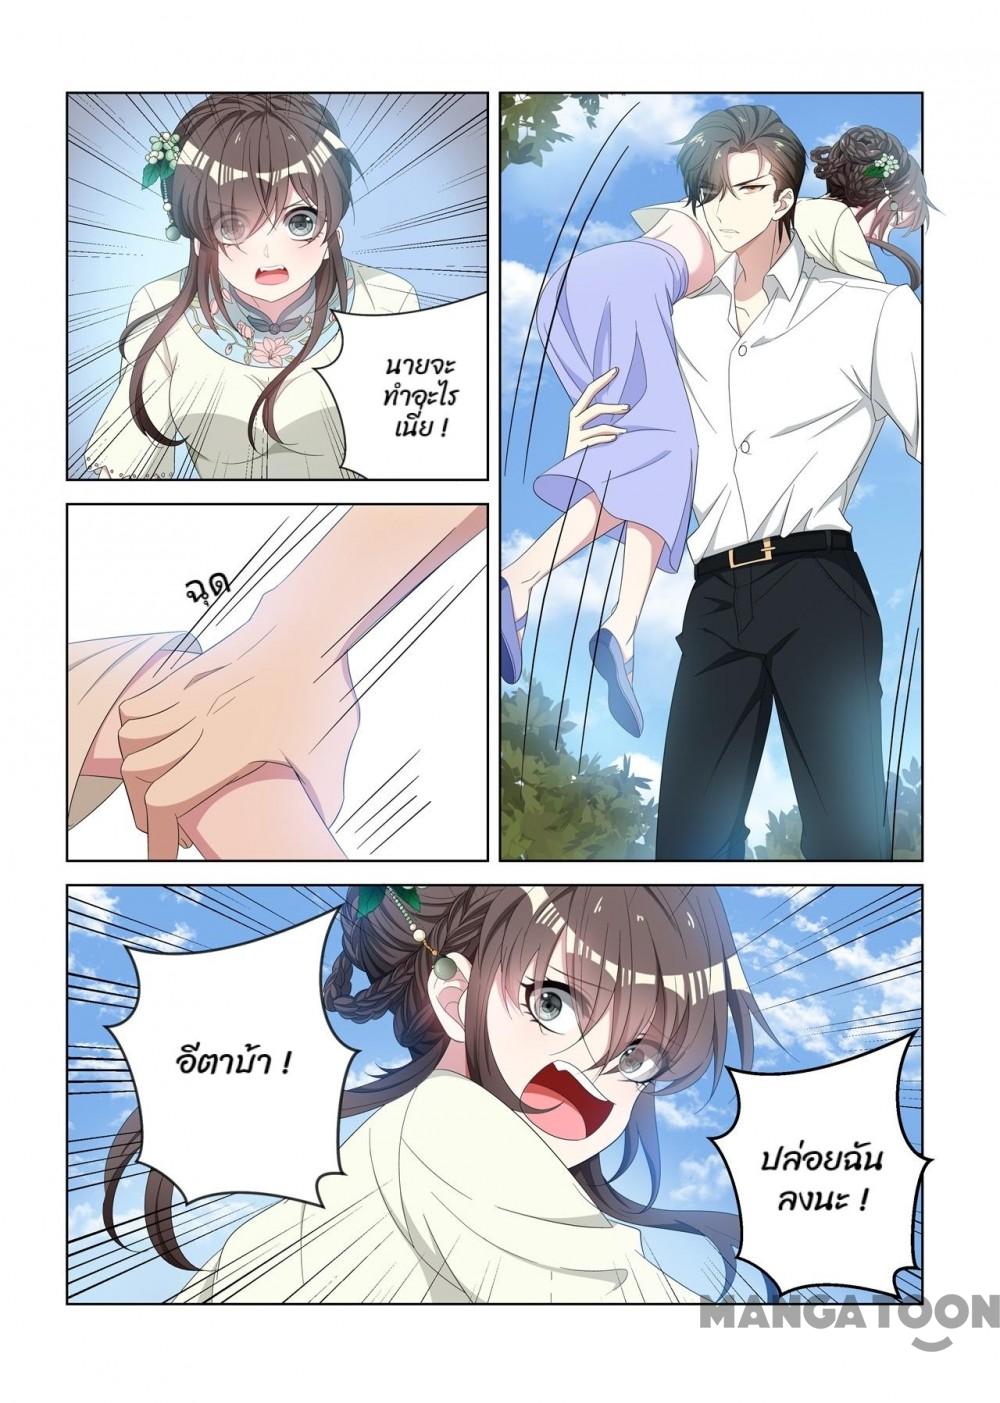 นายจะ
ทำอะไร
เนี่ย !
ฉุด
อีตาบ้า !
ปล่อยฉัน
ลงนะ !
MANGATOON